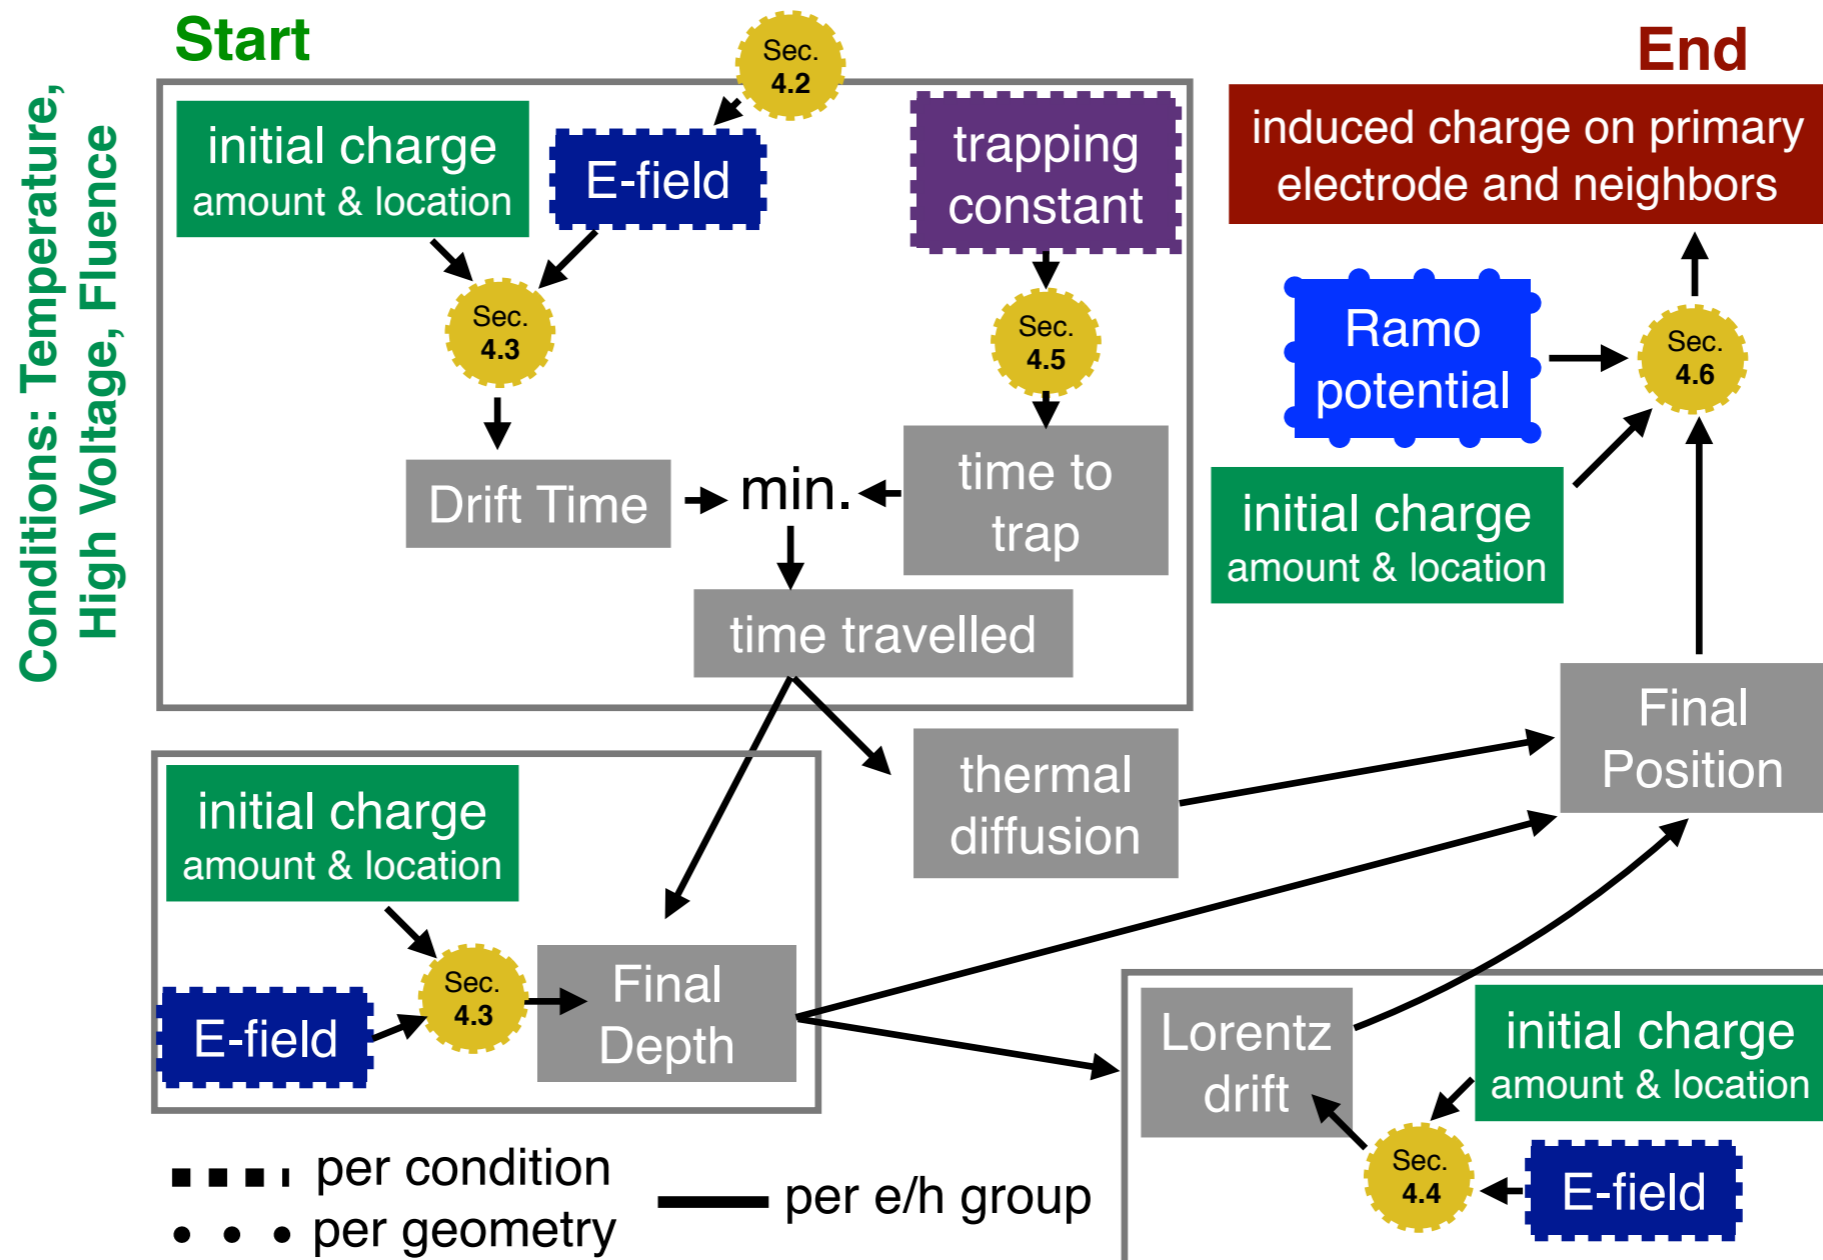 Start
End
Conditions: Temperature,
High Voltage, Fluence
Sec.
4.2
initial charge
amount & location
E-field
trapping
constant
induced charge on primary
electrode and neighbors
Sec.
4.3
Sec.
4.5
Ramo
potential
Sec.
4.6
Drift Time
min.
time to
trap
initial charge
amount & location
time travelled
Final
Position
thermal
diffusion
initial charge
amount & location
Sec.
4.3
E-field
Final
Depth
Lorentz
drift
initial charge
amount & location
Sec.
4.4
E-field
per condition
per geometry
per e/h group